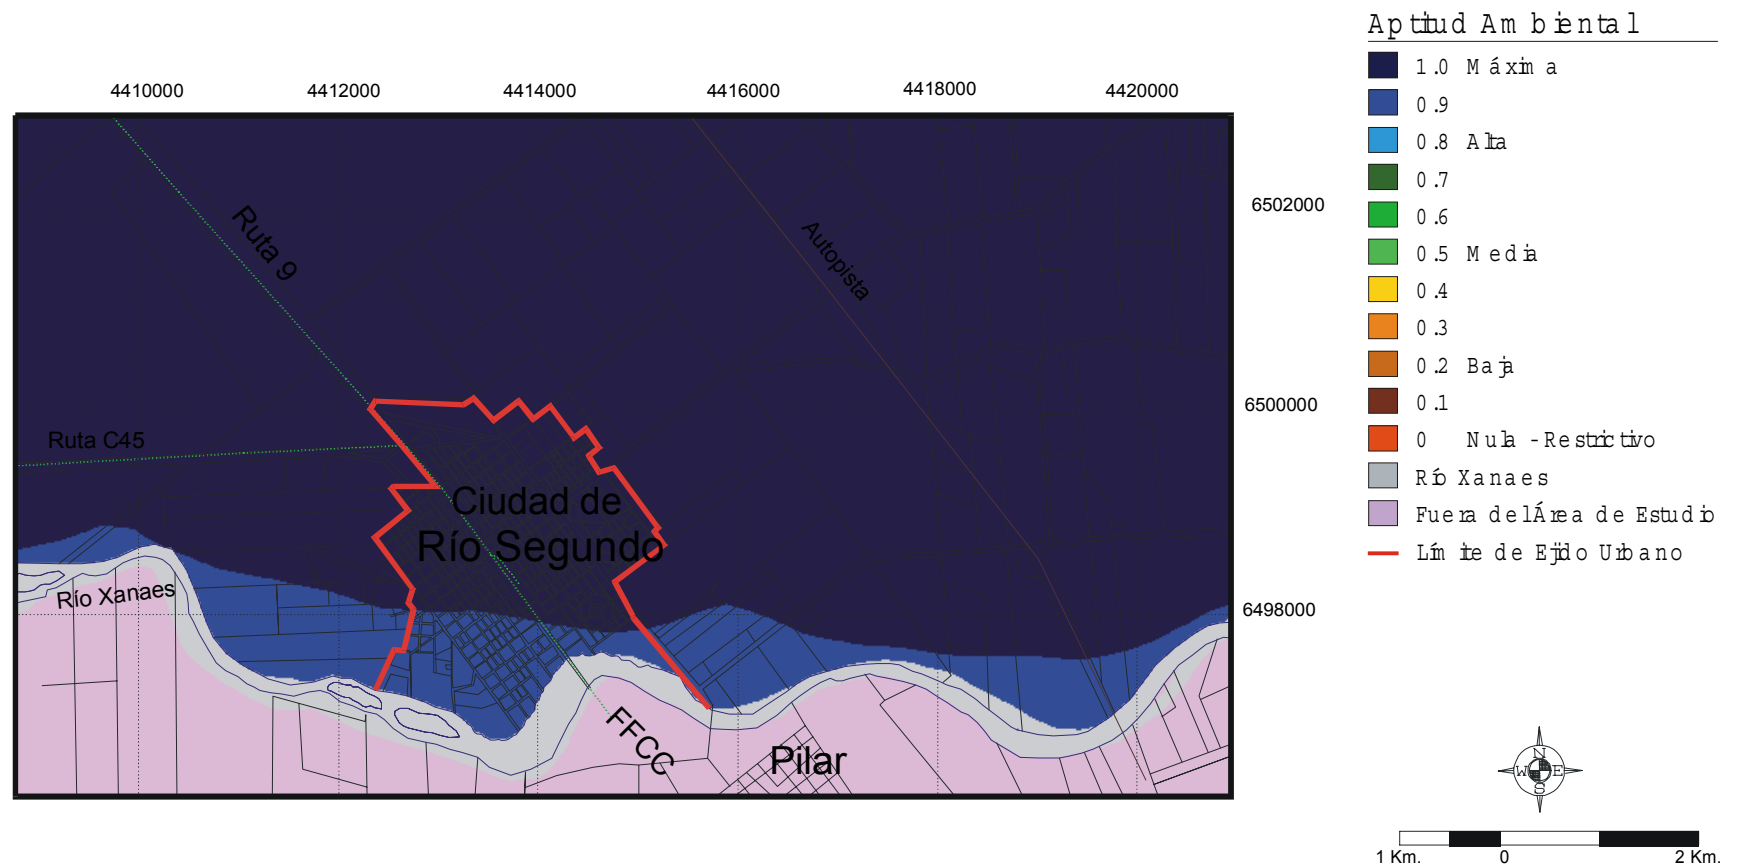 Aptitud Ambiental
1.0 Máxima
0.9
0.8 Alta
0.7
0.6
0.5 Media
0.4
0.3
0.2 Baja
0.1
0 Nula - Restrictivo
Río Xanaes
Fuera del Área de Estudio
Límite de Ejido Urbano
4410000 4412000 4414000 4416000 4418000 4420000
6502000
6500000
6498000
Ruta 9
Autopista
Ruta C45
Ciudad de
Río Segundo
Río Xanaes
FFCC
Pilar
N
W E
S
1 Km. 0 2 Km.